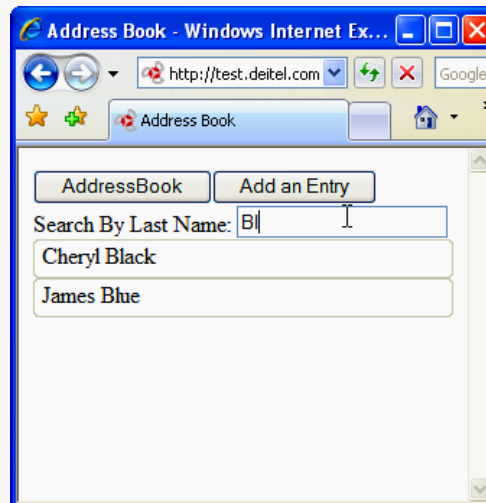 Address Book - Windows Internet Ex...
http://test.deitel.com
Google
Address Book
AddressBook Add an Entry
Search By Last Name: Bl
Cheryl Black
James Blue